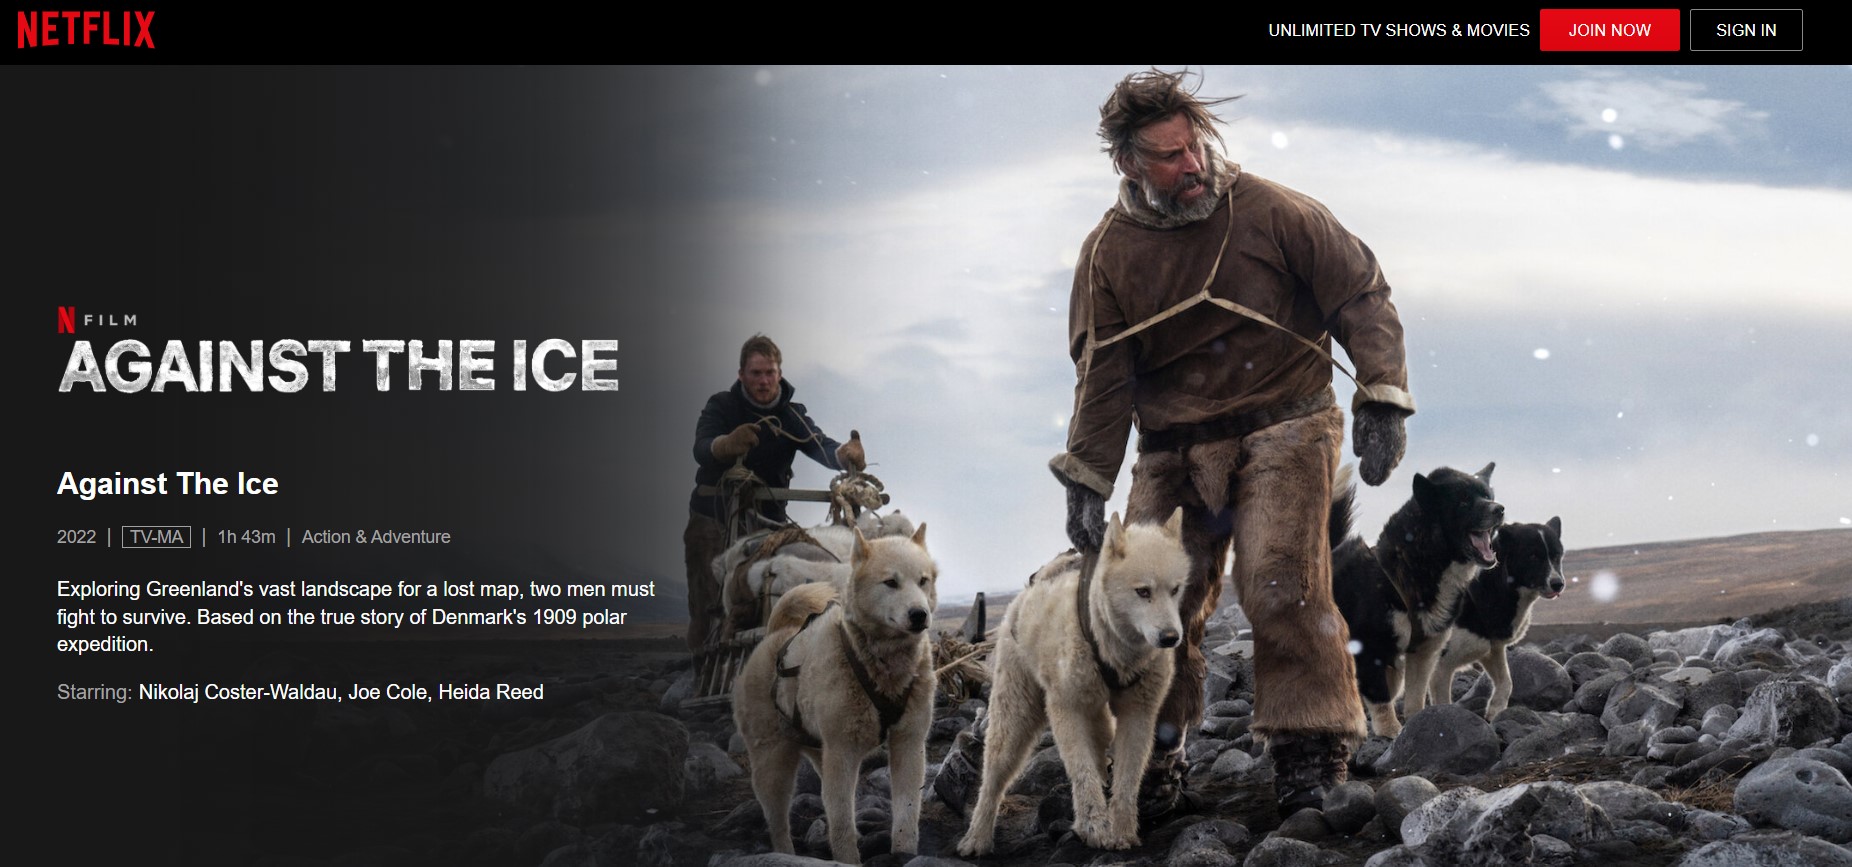 NETFLIX
UNLIMITED TV SHOWS & MOVIES
JOIN NOW
SIGN IN
N FILM
AGAINST THE ICE
Against The Ice
2022 | TV-MA | 1h 43m | Action & Adventure
Exploring Greenland's vast landscape for a lost map, two men must
fight to survive. Based on the true story of Denmark's 1909 polar
expedition.
Starring: Nikolaj Coster-Waldau, Joe Cole, Heida Reed